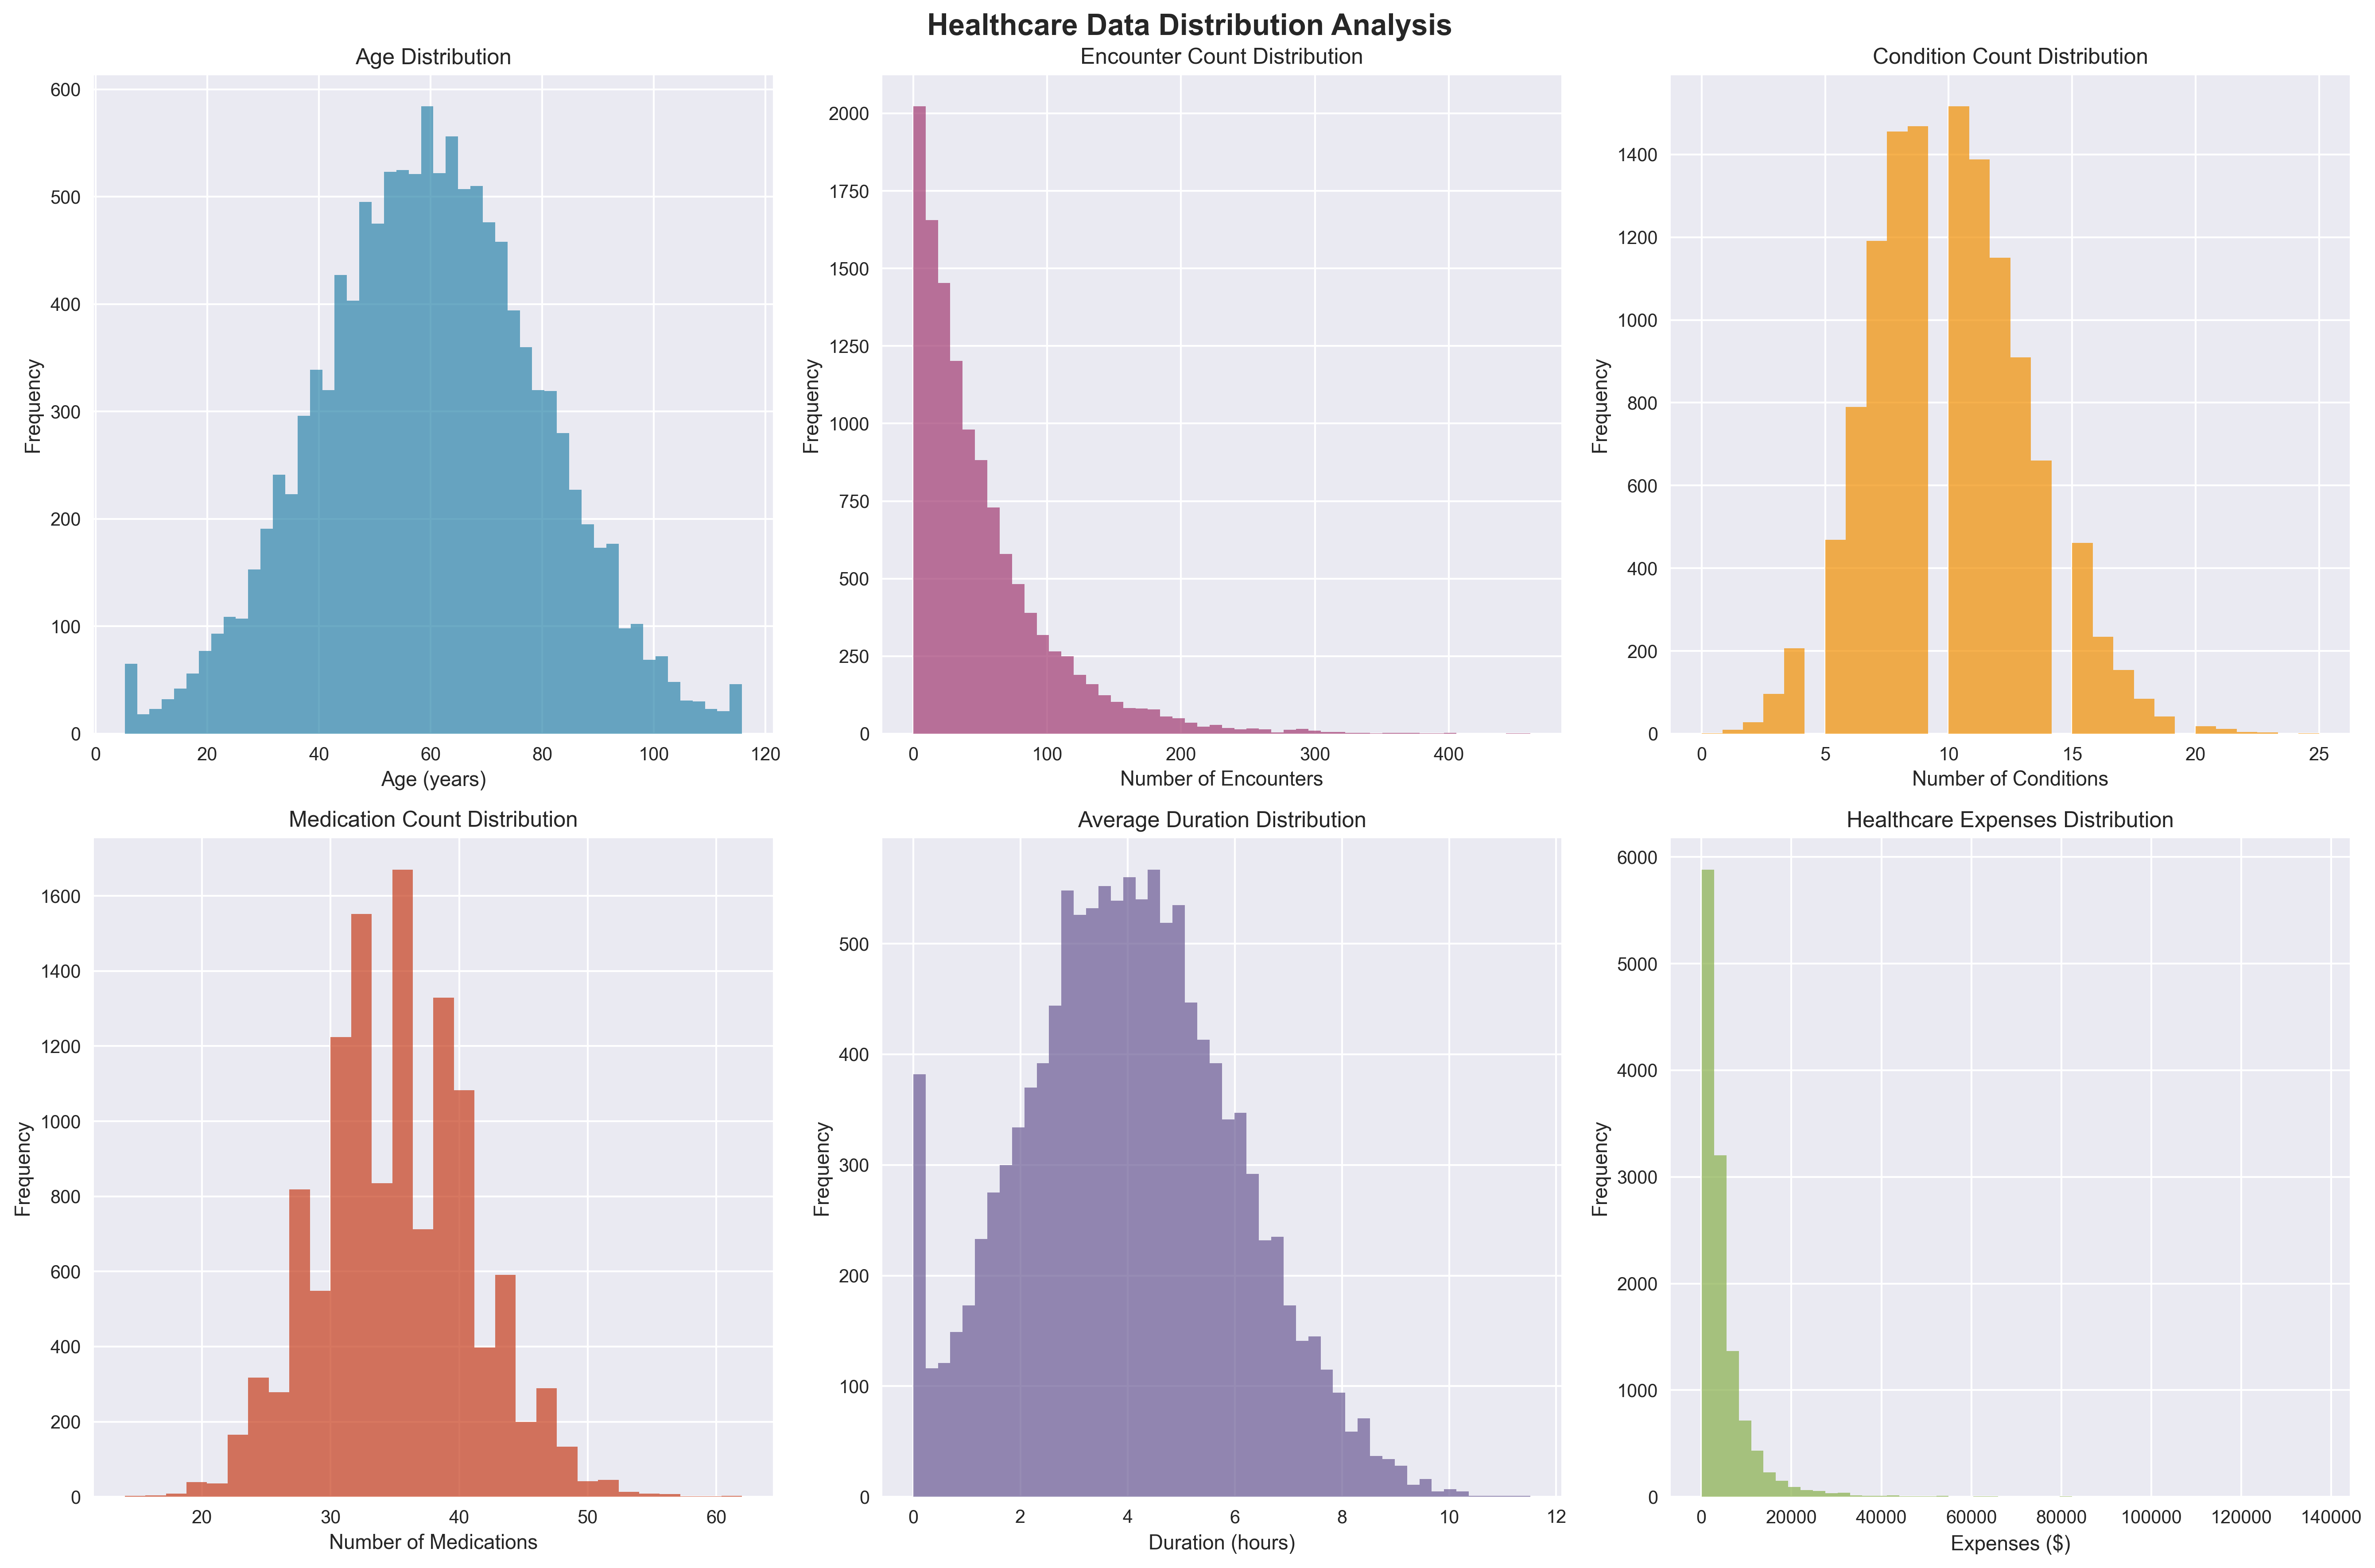 Healthcare Data Distribution Analysis
Age Distribution
600
500
400
300
200
100
0
Frequency
0 20 40 60 80 100 120
Age (years)
Encounter Count Distribution
2000
1750
1500
1250
1000
750
500
250
0
Frequency
0 100 200 300 400
Number of Encounters
Condition Count Distribution
1400
1200
1000
800
600
400
200
0
Frequency
0 5 10 15 20 25
Number of Conditions
Medication Count Distribution
1600
1400
1200
1000
800
600
400
200
0
Frequency
20 30 40 50 60
Number of Medications
Average Duration Distribution
500
400
300
200
100
0
Frequency
0 2 4 6 8 10 12
Duration (hours)
Healthcare Expenses Distribution
6000
5000
4000
3000
2000
1000
0
Frequency
0 20000 40000 60000 80000 100000 120000 140000
Expenses ($)